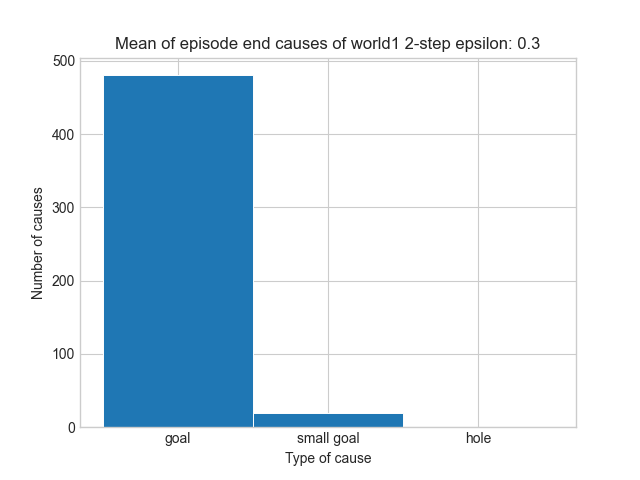 Mean of episode end causes of world1 2-step epsilon: 0.3
500
400
300
200
100
0
Number of causes
goal
small goal
hole
Type of cause